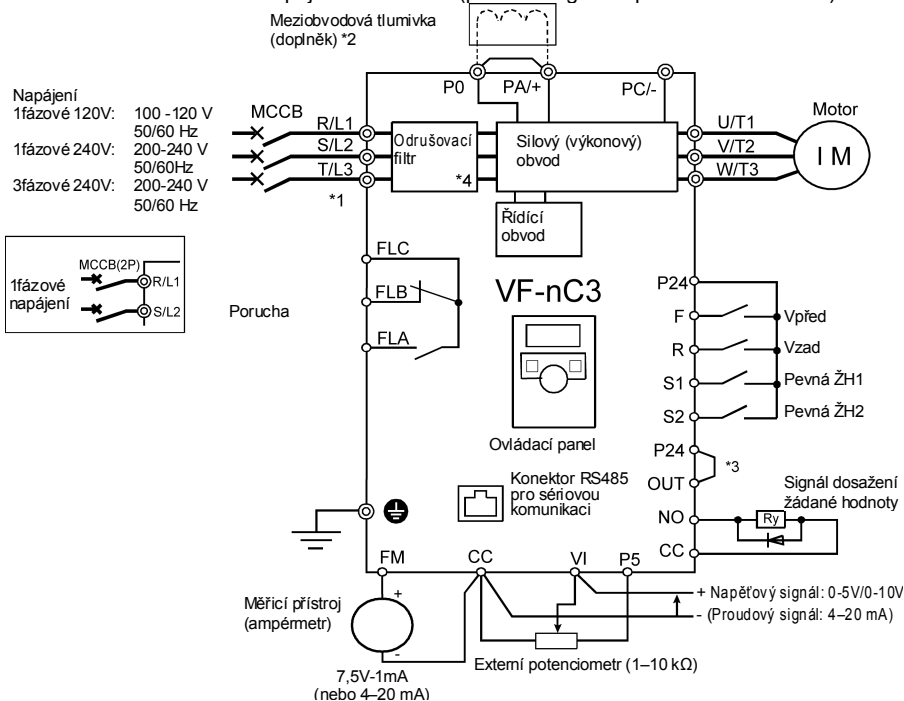 Meziobvodová tlumivka
(doplněk) *2
P0
PA/+
PC/-
Napájení
1fázové 120V: 100 -120 V
50/60 Hz
1fázové 240V: 200-240 V
50/60Hz
3fázové 240V: 200-240 V
50/60 Hz
MCCB
R/L1
S/L2
T/L3
*1
Odrušovací
filtr
*4
Silový (výkonový)
obvod
Řídící
obvod
U/T1
V/T2
W/T3
Motor
I M
MCCB(2P)
1fázové
napájení
R/L1
S/L2
Porucha
FLC
FLB
FLA
VF-nC3
Ovládací panel
Konektor RS485
pro sériovou
komunikaci
P24
F
Vpřed
R
Vzad
S1
Pevná ŽH1
S2
Pevná ŽH2
P24
*3
OUT
NO
CC
Signál dosažení
žádané hodnoty
Ry
FM
CC
VI
P5
Měřicí přístroj
(ampérmetr)
+
-
7,5V-1mA
(nebo 4–20 mA)
Externí potenciometr (1–10 kΩ)
+ Napěťový signál: 0-5V/0-10V
- (Proudový signál: 4–20 mA)